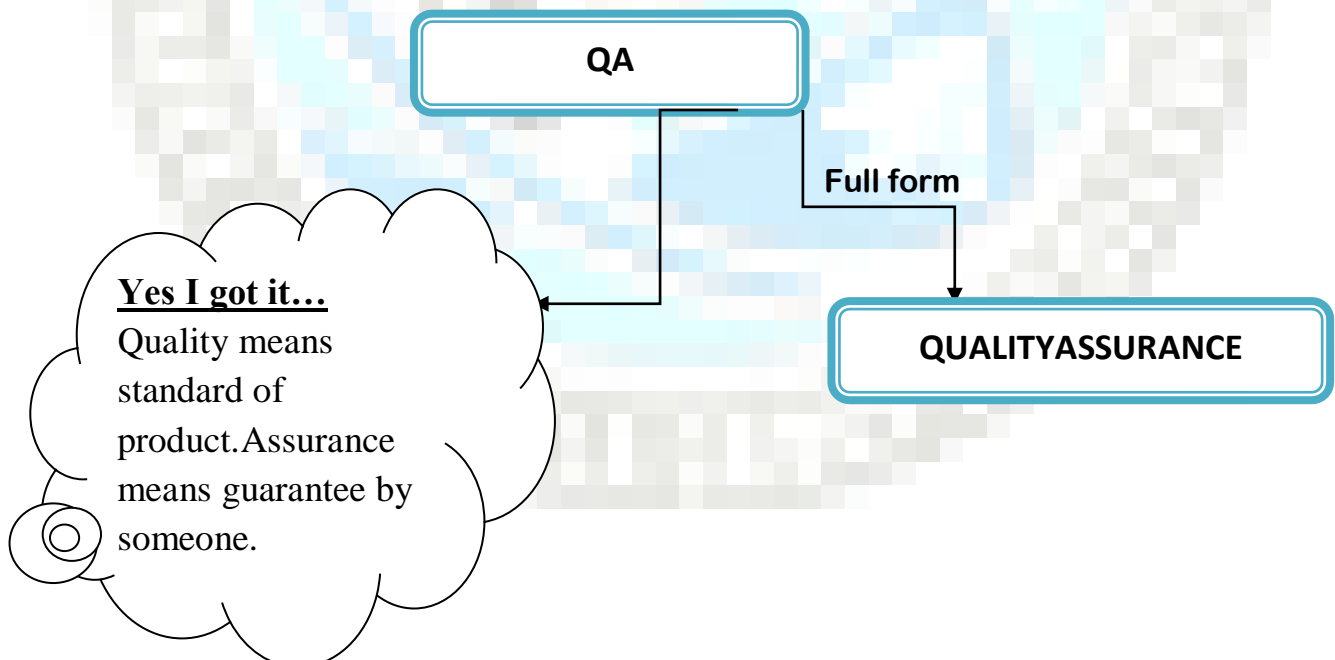 QA
Full form
QUALITYASSURANCE
Yes I got it…
Quality means
standard of
product.Assurance
means guarantee by
someone.